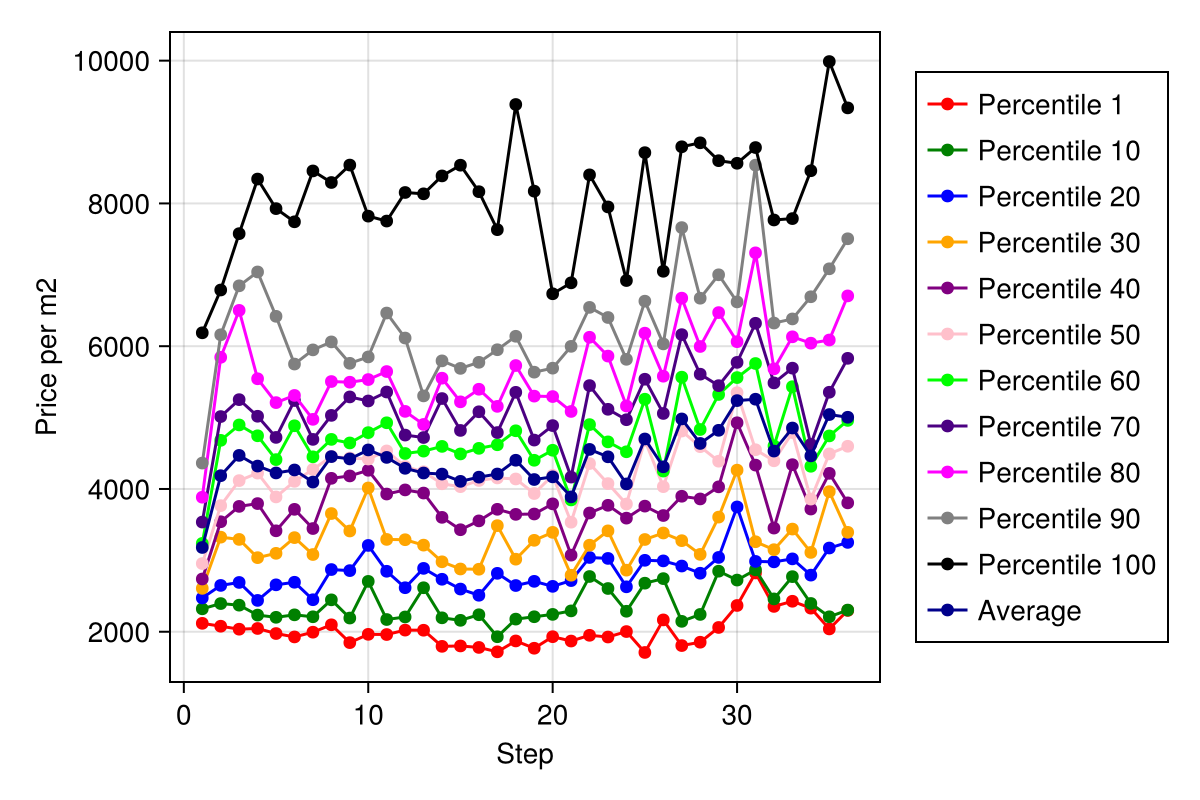 10000
8000
6000
4000
2000
Price per m2
0 10 20 30
Step
Percentile 1
Percentile 10
Percentile 20
Percentile 30
Percentile 40
Percentile 50
Percentile 60
Percentile 70
Percentile 80
Percentile 90
Percentile 100
Average